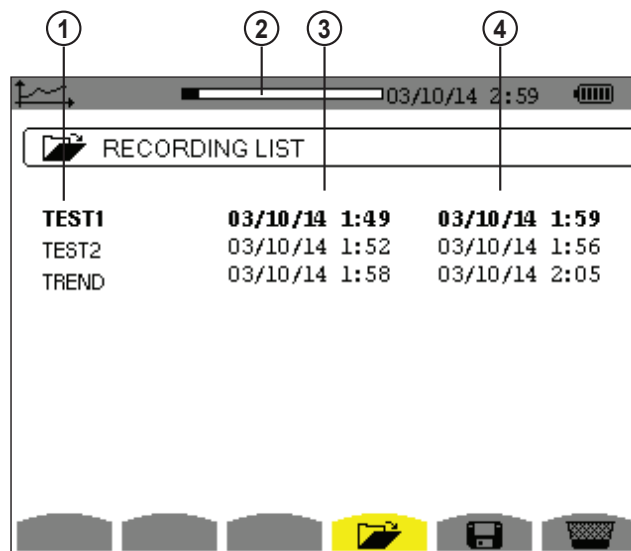 1 2 3 4
03/10/14 2:59
RECORDING LIST
TEST1 03/10/14 1:49 03/10/14 1:59
TEST2 03/10/14 1:52 03/10/14 1:56
TREND 03/10/14 1:58 03/10/14 2:05